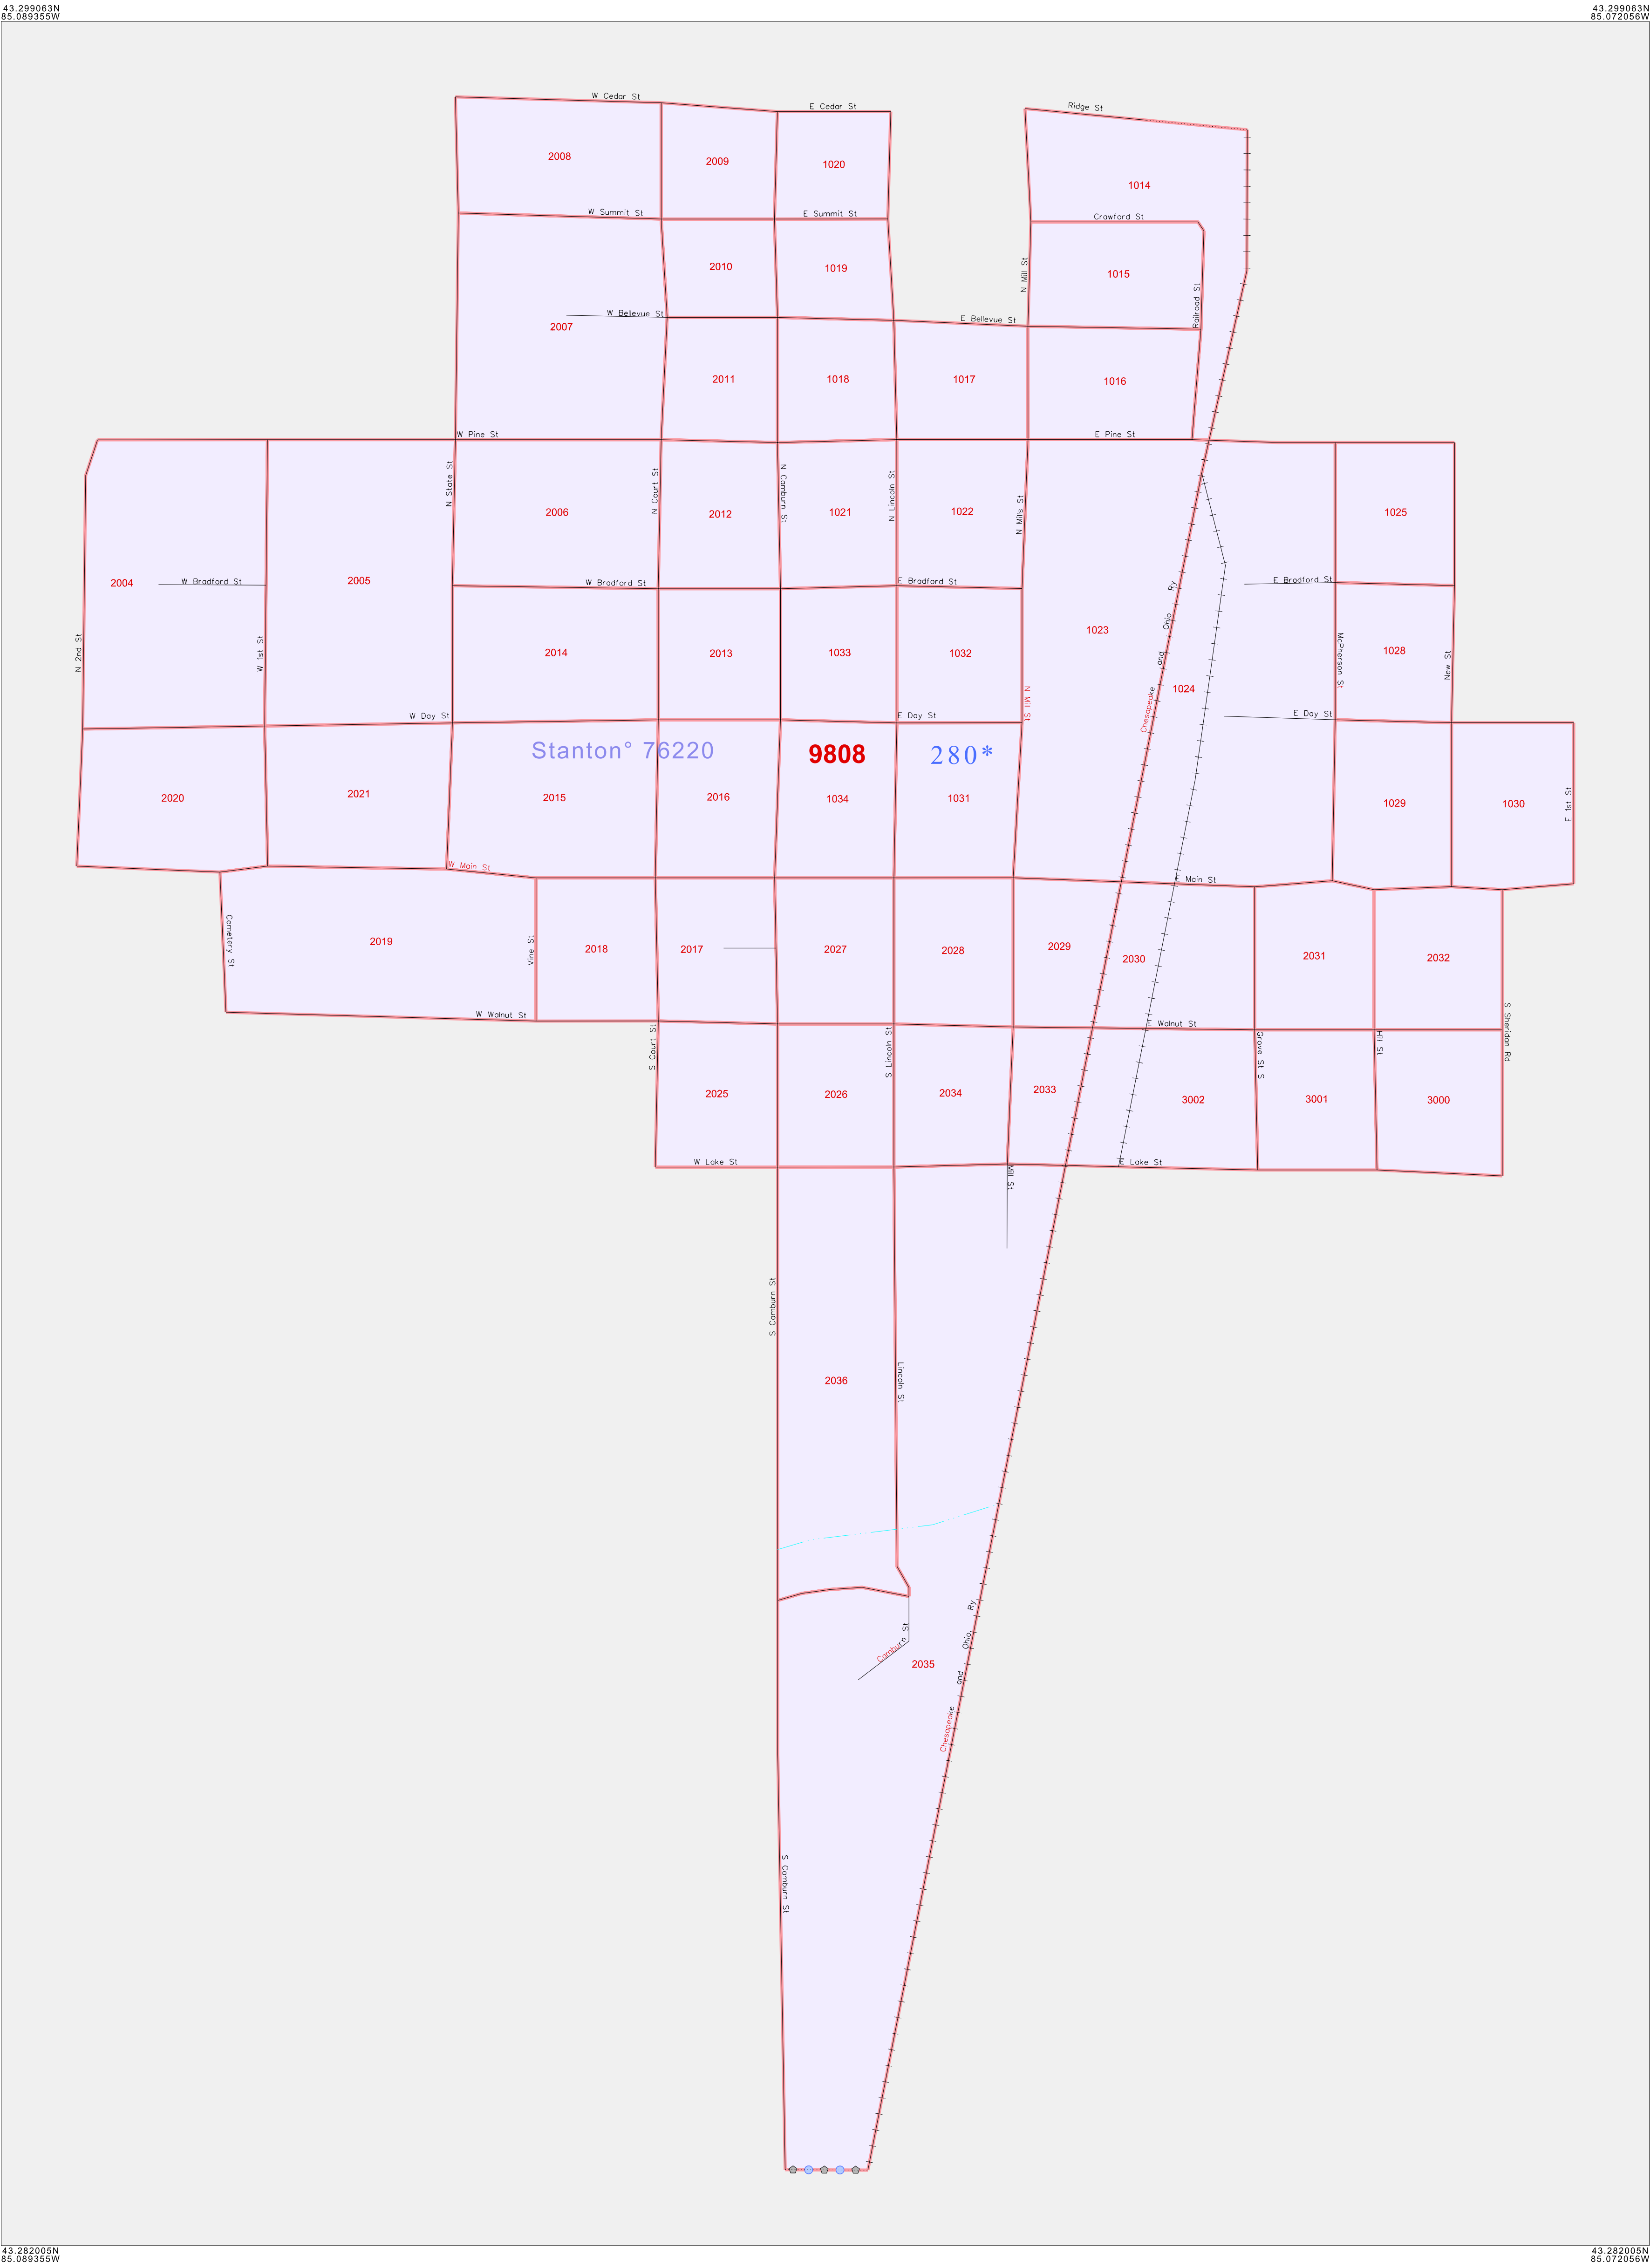 43.299063N
85.089355W
43.299063N
85.072056W
W Cedar St
E Cedar St
Ridge St
2008
2009
1020
1014
W Summit St
E Summit St
Crawford St
2010
1019
N Mill St
1015
Railroad St
W Bellevue St
E Bellevue St
2007
2011
1018
1017
1016
W Pine St
E Pine St
N State St
N Court St
N Camburn St
N Lincoln St
N Mills St
2006
2012
1021
1022
1025
2004
W Bradford St
2005
W Bradford St
E Bradford St
E Bradford St
Chesapeake and Ohio Ry
N 2nd St
W 1st St
2014
2013
1033
1032
1023
1024
McPherson St
1028
New St
N Mill St
W Day St
E Day St
E Day St
Stanton° 76220
9808
280*
2020
2021
2015
2016
1034
1031
1029
1030
E 1st St
W Main St
E Main St
Cemetery St
2019
Vine St
2018
2017
2027
2028
2029
2030
2031
2032
W Walnut St
E Walnut St
S Sheridan Rd
S Court St
S Lincoln St
Grove St S
Hill St
2025
2026
2034
2033
3002
3001
3000
W Lake St
E Lake St
Mill St
S Camburn St
2036
Lincoln St
Camburn St
2035
Chesapeake and Ohio Ry
S Camburn St
43.282005N
85.089355W
43.282005N
85.072056W